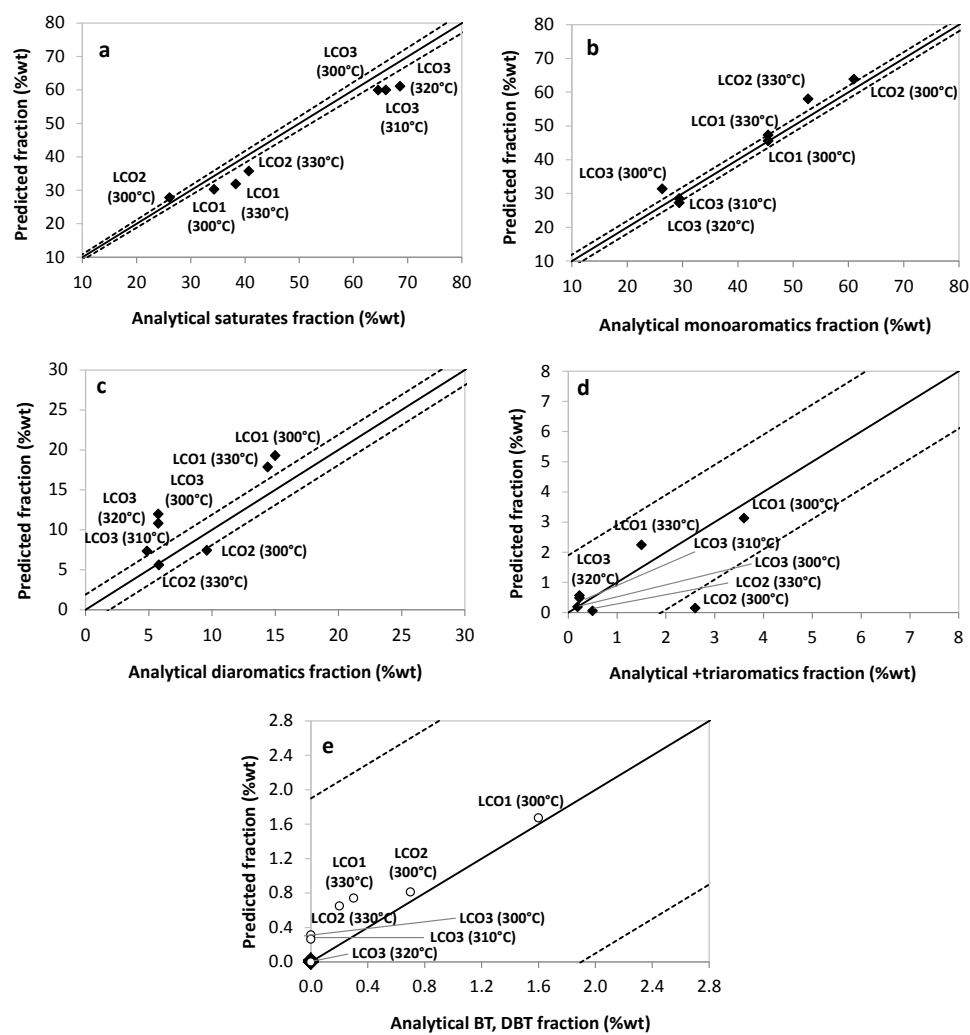 a
Predicted fraction (%wt)
80
70
60
50
40
30
20
10
LCO3
(300°C)
LCO3
(320°C)
LCO3
(310°C)
LCO2 (330°C)
LCO2
(300°C)
LCO1
(300°C)
LCO1
(330°C)
10 20 30 40 50 60 70 80
Analytical saturates fraction (%wt)
b
Predicted fraction (%wt)
80
70
60
50
40
30
20
10
LCO2 (330°C)
LCO2 (300°C)
LCO1 (330°C)
LCO1 (300°C)
LCO3 (300°C)
LCO3 (310°C)
LCO3 (320°C)
10 20 30 40 50 60 70 80
Analytical monoaromatics fraction (%wt)
c
Predicted fraction (%wt)
30
25
20
15
10
5
0
LCO1 (300°C)
LCO1 (330°C)
LCO3
(300°C)
LCO3
(320°C)
LCO3 (310°C)
LCO2 (300°C)
LCO2 (330°C)
0 5 10 15 20 25 30
Analytical diaromatics fraction (%wt)
d
Predicted fraction (%wt)
8
7
6
5
4
3
2
1
0
LCO1 (300°C)
LCO1 (330°C)
LCO3 (310°C)
LCO3
(320°C)
LCO3 (300°C)
LCO2 (330°C)
LCO2 (300°C)
0 1 2 3 4 5 6 7 8
Analytical +triaromatics fraction (%wt)
e
Predicted fraction (%wt)
2.8
2.4
2.0
1.6
1.2
0.8
0.4
0.0
LCO1 (300°C)
LCO2
(300°C)
LCO1
(330°C)
LCO2 (330°C)
LCO3 (300°C)
LCO3 (310°C)
LCO3 (320°C)
0.0 0.4 0.8 1.2 1.6 2.0 2.4 2.8
Analytical BT, DBT fraction (%wt)